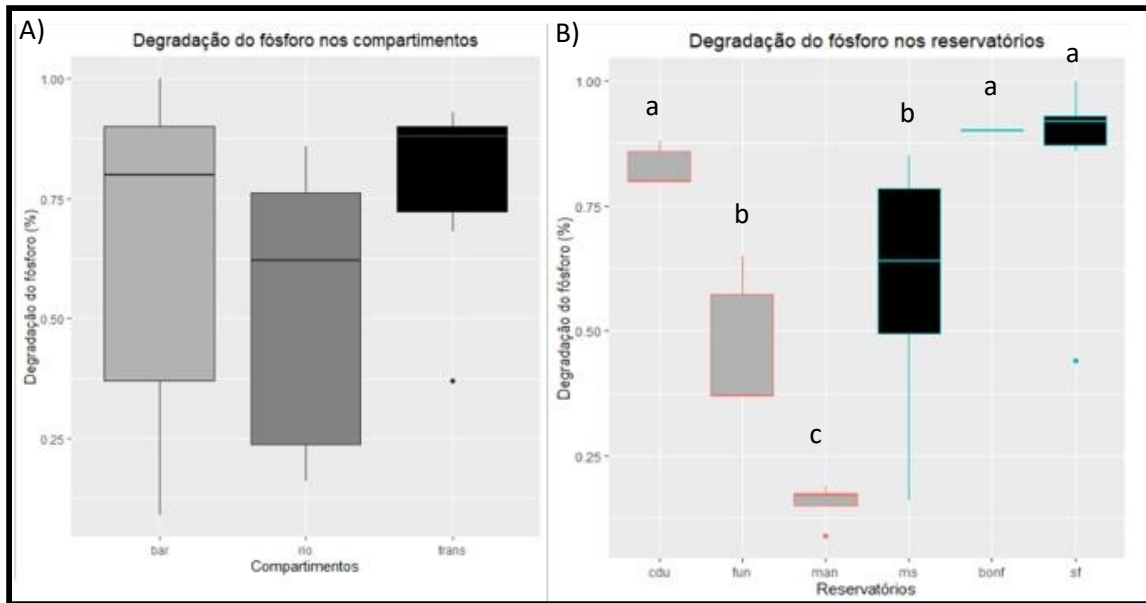 A)
Degradação do fósforo nos compartimentos
Degradação do fósforo (%)
1.00
0.75
0.50
0.25
bar
rio
trans
Compartimentos
B)
Degradação do fósforo nos reservatórios
Degradação do fósforo (%)
1.00
0.75
0.50
0.25
a
b
c
b
a
a
cdu
fun
man
ms
bonf
sf
Reservatórios